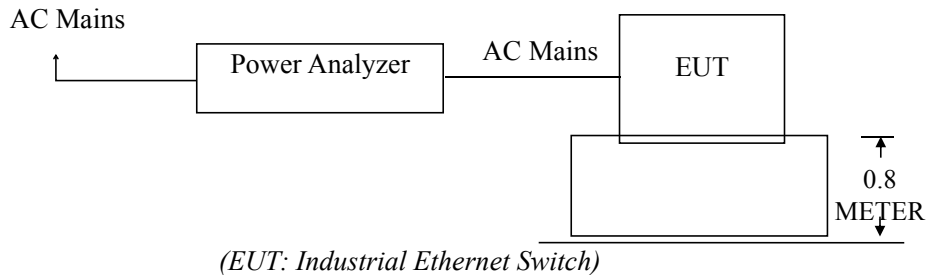 AC Mains
Power Analyzer
AC Mains
EUT
0.8
METER
(EUT: Industrial Ethernet Switch)